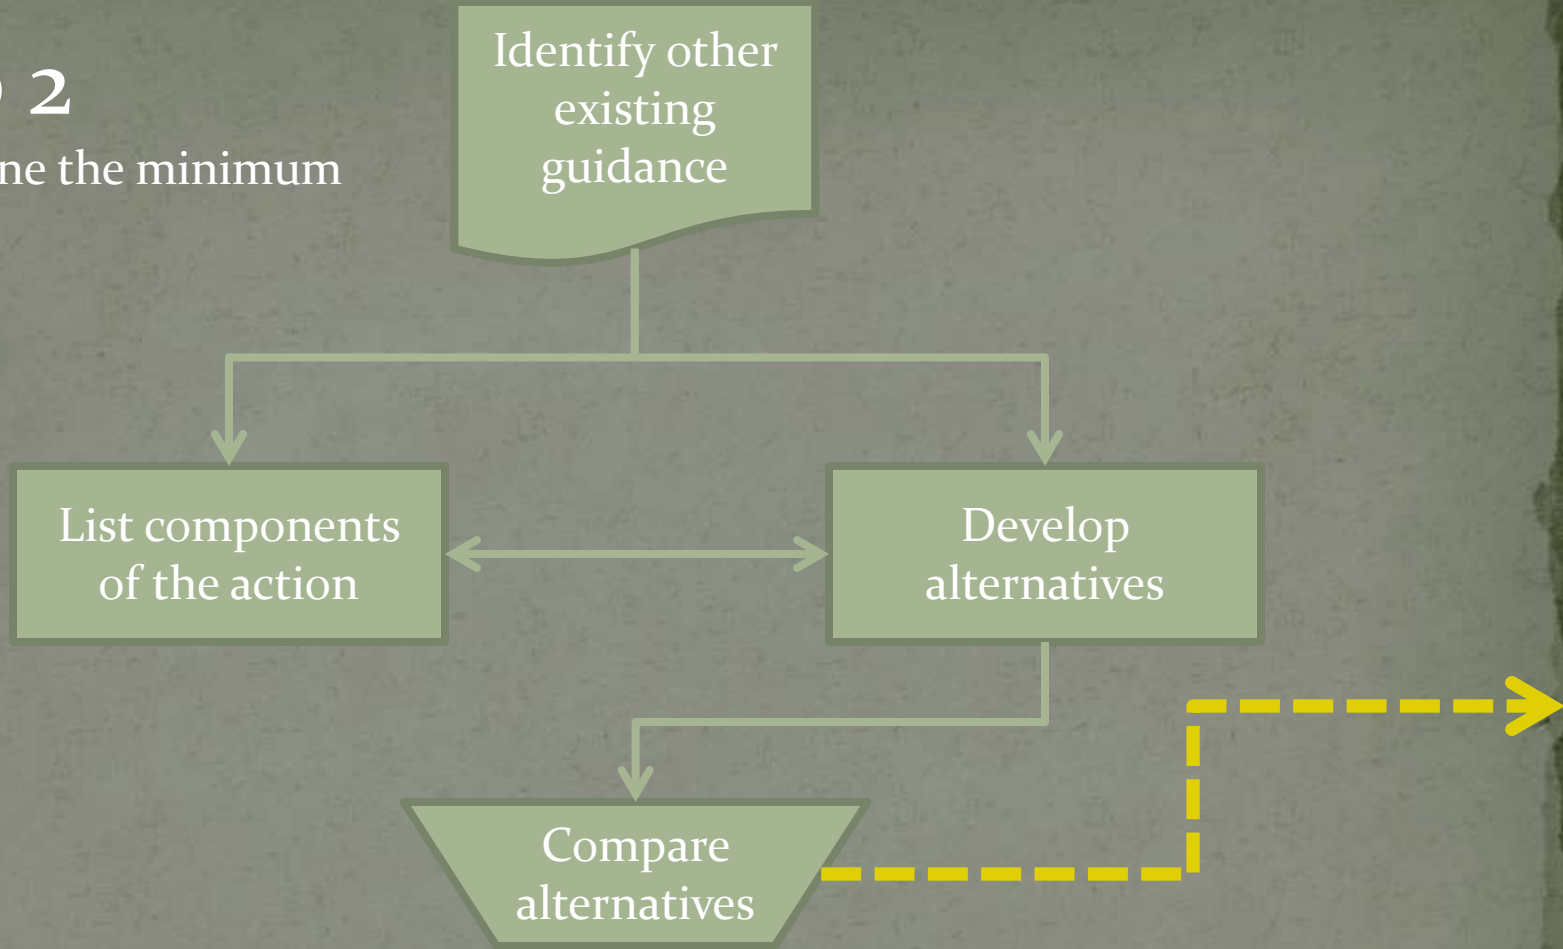 2
ne the minimum
Identify other
existing
guidance
List components
of the action
Develop
alternatives
Compare
alternatives